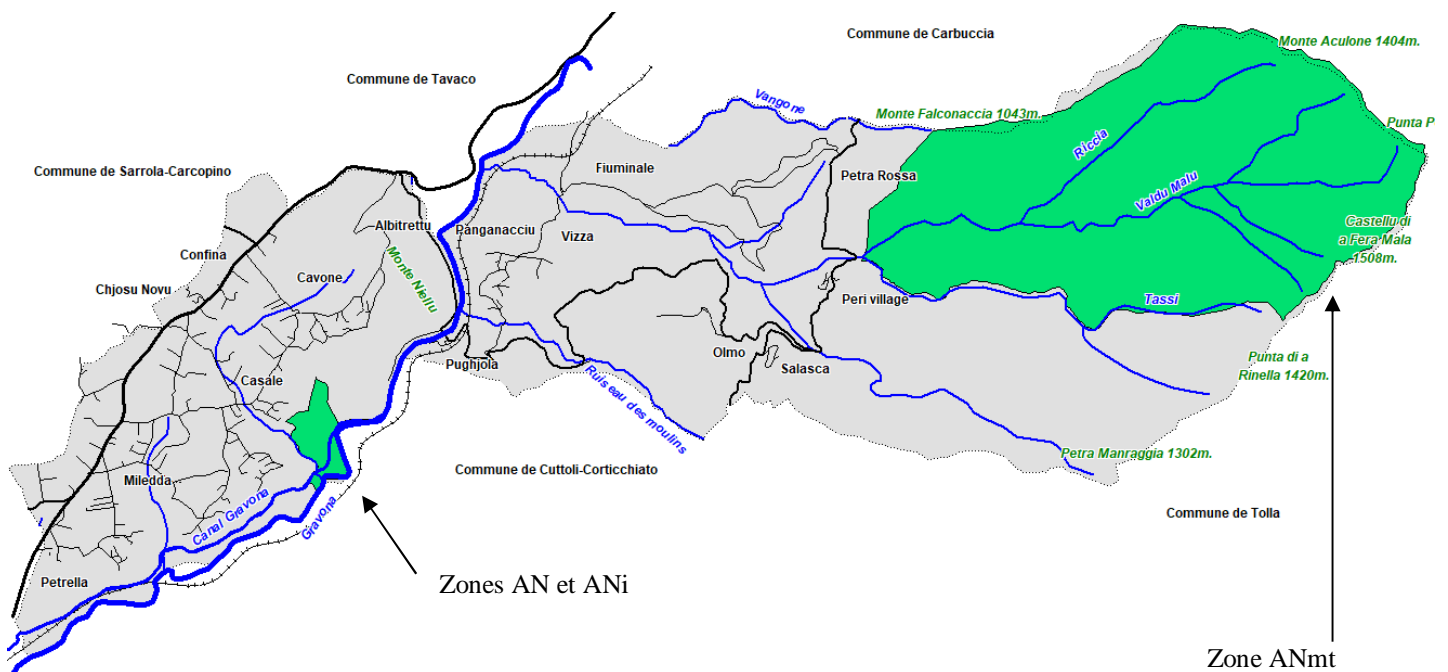 Commune de Carbuccia
Monte Aculone 1404m.
Commune de Tavaco
Vangone
Monte Falconaccia 1043m.
Punta P
Riccia
Commune de Sarrola-Carcopino
Fiuminale
Petra Rossa
Valdu Malu
Albitrettu
Panganacciu
Vizza
Castellu di
a Fera Mala
1508m.
Confina
Cavone
Monte Niellu
Chjosu Novu
Peri village
Tassi
Pughjola
Olmo
Salasca
Punta di a
Rinella 1420m.
Casale
Ruiseau des moulins
Petra Manraggia 1302m.
Commune de Cuttoli-Corticchiato
Miledda
Canal Gravona
Gravona
Commune de Tolla
Petrella
Zones AN et ANi
Zone ANmt